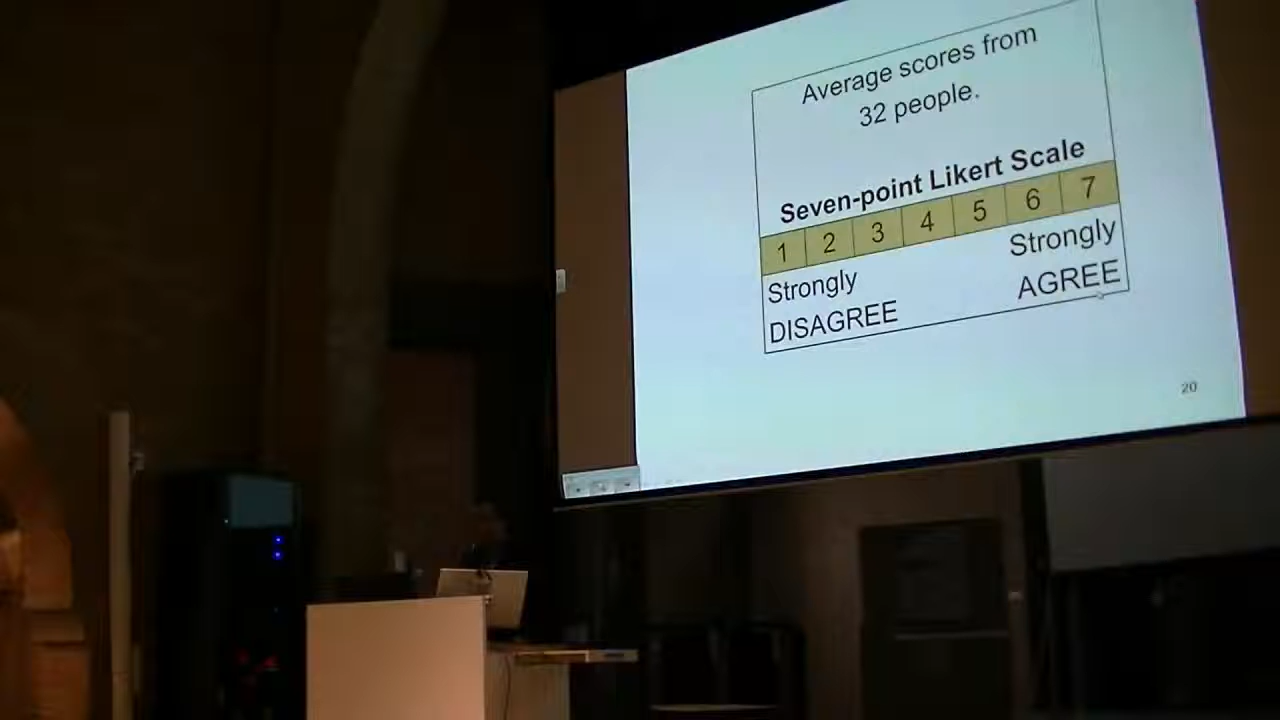 Average scores from
32 people.
Seven-point Likert Scale
1 2 3 4 5 6 7
Strongly
DISAGREE
Strongly
AGREE
20